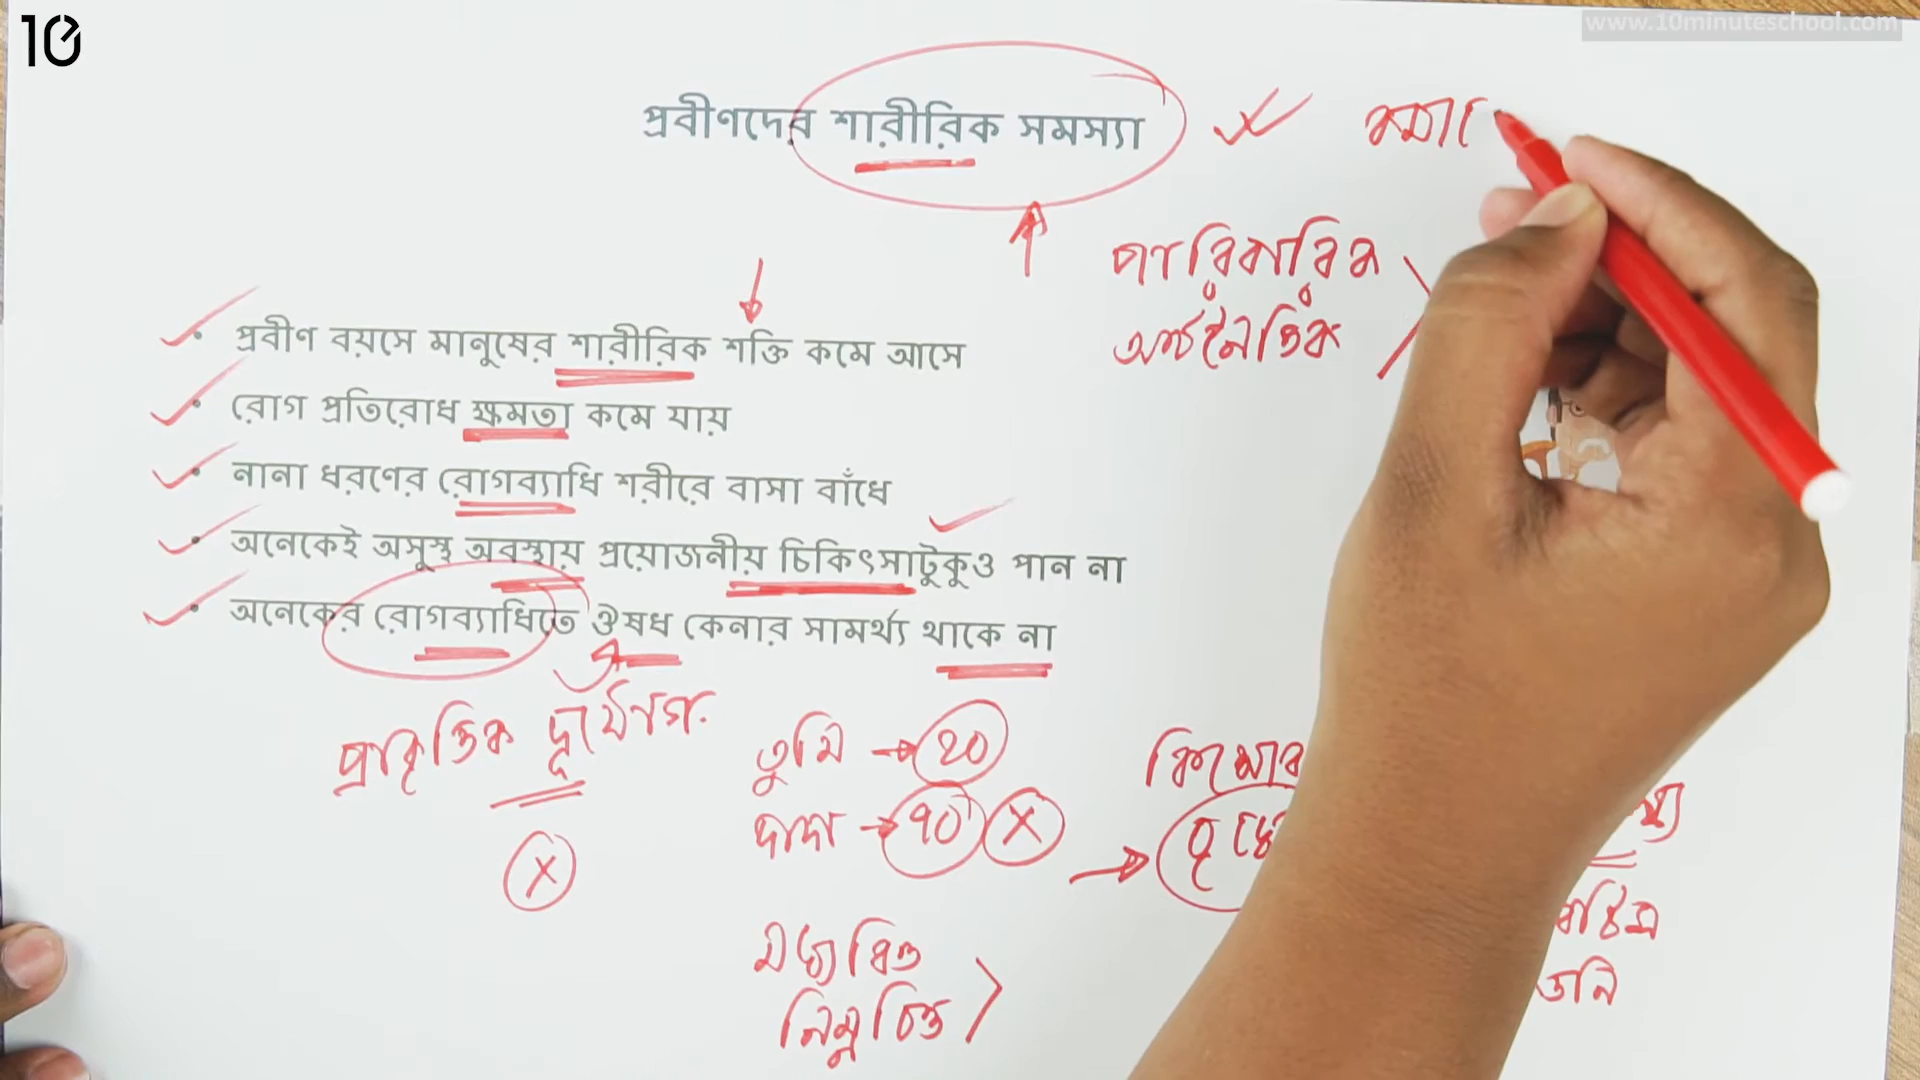 10
www.10minuteschool.com
প্রবীণদের শারীরিক সমস্যা
পারিবারিক
অর্থনৈতিক
• প্রবীণ বয়সে মানুষের শারীরিক শক্তি কমে আসে
• রোগ প্রতিরোধ ক্ষমতা কমে যায়
• নানা ধরণের রোগব্যাধি শরীরে বাসা বাঁধে
• অনেকেই অসুস্থ অবস্থায় প্রয়োজনীয় চিকিৎসাটুকুও পান না
• অনেকের রোগব্যাধিতে ঔষধ কেনার সামর্থ্য থাকে না
প্রাকৃতিক দূর্যোগ
তুমি → ২০
দাদা → ৭০ X
X
মধ্যবিত্ত
নিম্নবিত্ত